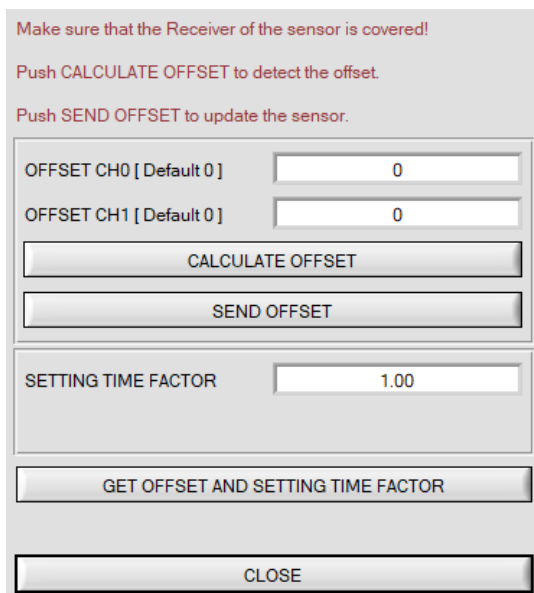 Make sure that the Receiver of the sensor is covered!
Push CALCULATE OFFSET to detect the offset.
Push SEND OFFSET to update the sensor.
OFFSET CH0 [ Default 0 ] 0
OFFSET CH1 [ Default 0 ] 0
CALCULATE OFFSET
SEND OFFSET
SETTING TIME FACTOR 1.00
GET OFFSET AND SETTING TIME FACTOR
CLOSE